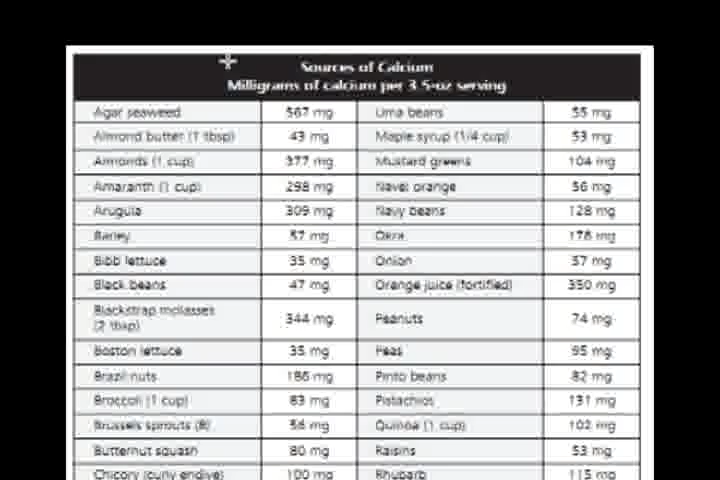 Sources of Calcium
Milligrams of calcium per 3.5-oz serving
Agar seaweed 567 mg Lima beans 55 mg
Almond butter (1 tbsp) 43 mg Maple syrup (1/4 cup) 53 mg
Almonds (1 cup) 377 mg Mustard greens 104 mg
Amaranth (1 cup) 298 mg Navel orange 56 mg
Arugula 309 mg Navy beans 128 mg
Barley 57 mg Okra 176 mg
Bibb lettuce 35 mg Onion 57 mg
Black beans 47 mg Orange juice (fortified) 350 mg
Blackstrap molasses
(2 tbsp) 344 mg Peanuts 74 mg
Boston lettuce 35 mg Peas 95 mg
Brazil nuts 186 mg Pinto beans 82 mg
Broccoli (1 cup) 83 mg Pistachios 131 mg
Brussels sprouts (8) 56 mg Quinoa (1 cup) 102 mg
Butternut squash 80 mg Raisins 53 mg
Chicory (curly endive) 100 mg Rhubarb 115 mg